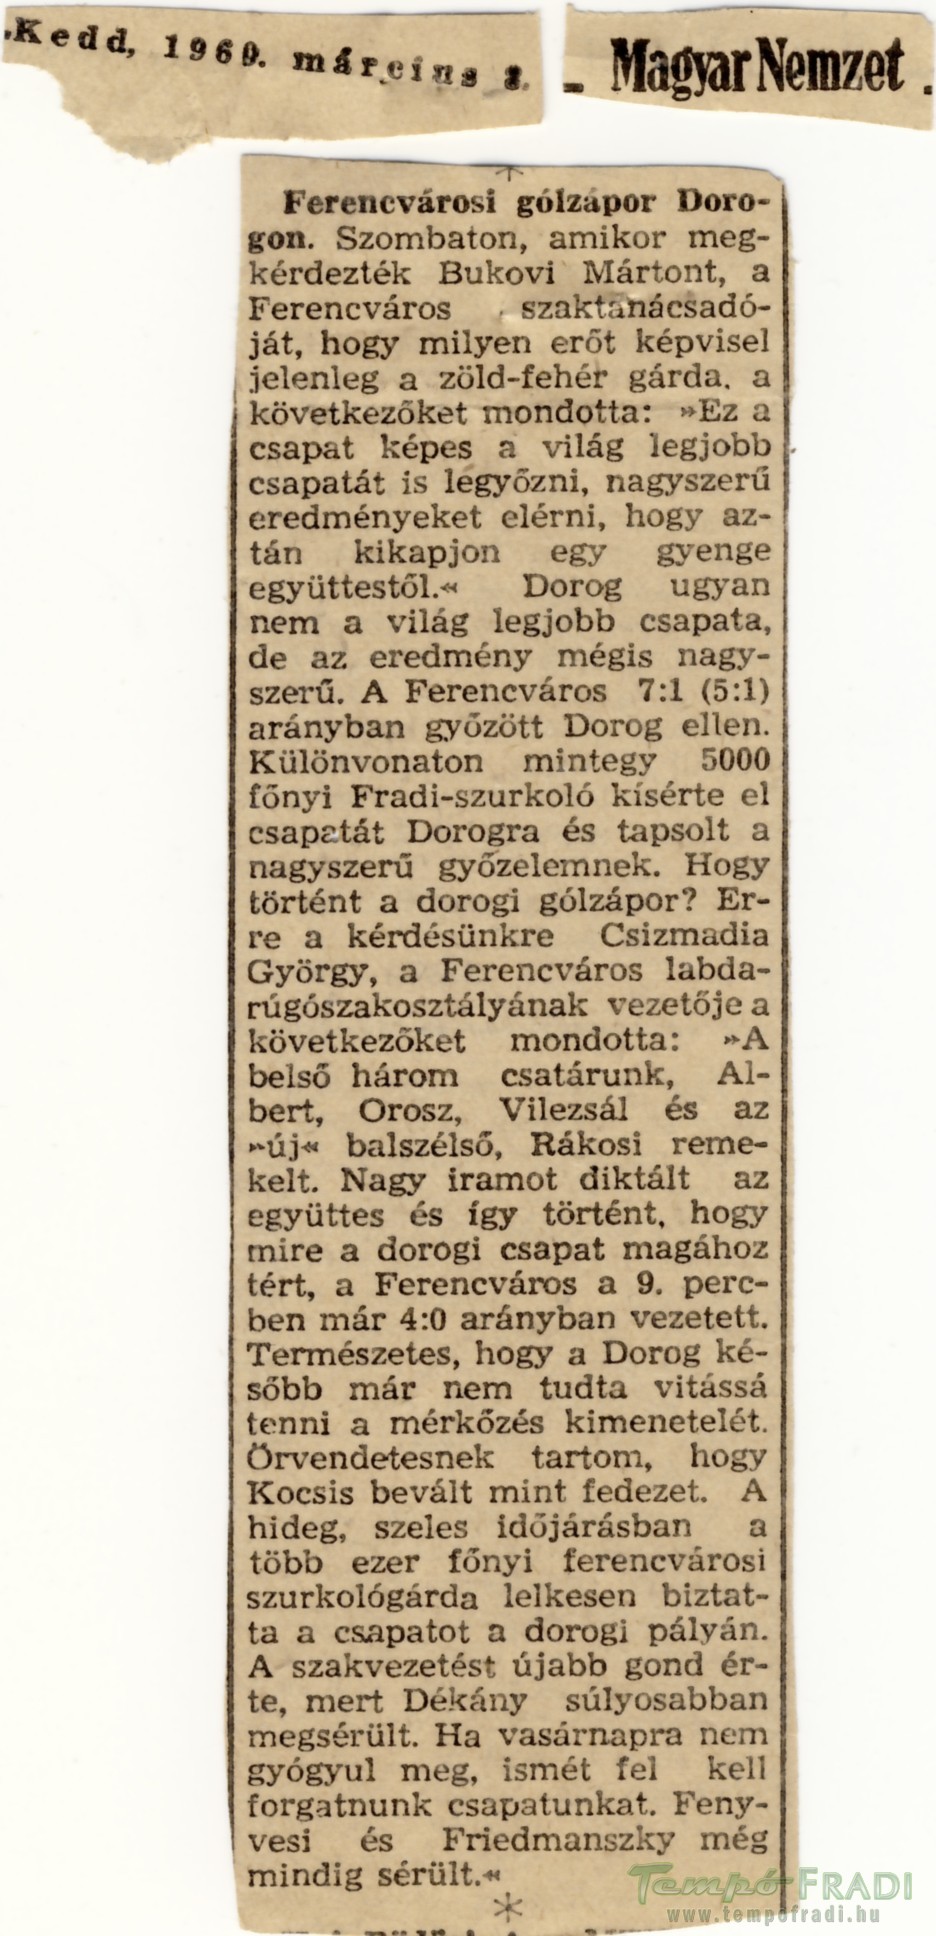 .Kedd, 1960. március
- Magyar Nemzet .
*
Ferencvárosi gólzápor Doro-
gon. Szombaton, amikor meg-
kérdezték Bukovi Mártont, a
Ferencváros szaktanácsadó-
ját, hogy milyen erőt képvisel
jelenleg a zöld-fehér gárda, a
következőket mondotta: »Ez a
csapat képes a világ legjobb
csapatát is legyőzni, nagyszerű
eredményeket elérni, hogy az-
tán kikapjon egy gyenge
együttestől.« Dorog ugyan
nem a világ legjobb csapata,
de az eredmény mégis nagy-
szerű. A Ferencváros 7:1 (5:1)
arányban győzött Dorog ellen.
Különvonaton mintegy 5000
főnyi Fradi-szurkoló kísérte el
csapatát Dorogra és tapsolt a
nagyszerű győzelemnek. Hogy
történt a dorogi gólzápor? Er-
re a kérdésünkre Csizmadia
György, a Ferencváros labda-
rúgószakosztályának vezetője a
következőket mondotta: »A
belső három csatárunk, Al-
bert, Orosz, Vilezsál és az
»új« balszélső, Rákosi reme-
kelt. Nagy iramot diktált az
együttes és így történt, hogy
mire a dorogi csapat magához
tért, a Ferencváros a 9. perc-
ben már 4:0 arányban vezetett.
Természetes, hogy a Dorog ké-
sőbb már nem tudta vitássá
tenni a mérkőzés kimenetelét.
Örvendetesnek tartom, hogy
Kocsis bevált mint fedezet. A
hideg, szeles időjárásban a
több ezer főnyi ferencvárosi
szurkológárda lelkesen biztat-
ta a csapatot a dorogi pályán.
A szakvezetést újabb gond ér-
te, mert Dékány súlyosabban
megsérült. Ha vasárnapra nem
gyógyul meg, ismét fel kell
forgatnunk csapatunkat. Feny-
vesi és Friedmanszky még
mindig sérült.«
*
Tempó FRADI
www.tempofradi.hu